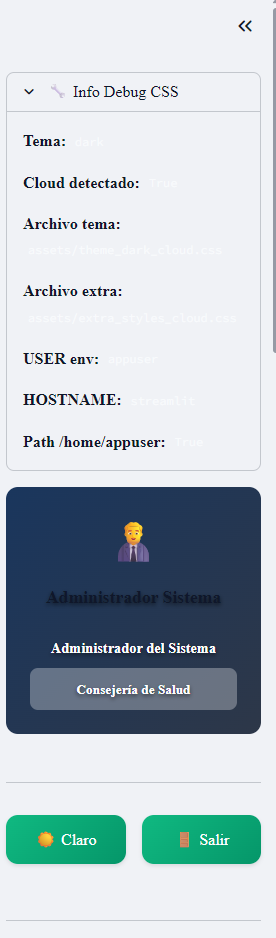 Info Debug CSS
Tema: dark
Cloud detectado: True
Archivo tema:
assets/theme_dark_cloud.css
Archivo extra:
assets/extra_styles_cloud.css
USER env: appuser
HOSTNAME: streamlit
Path /home/appuser: True
Administrador Sistema
Administrador del Sistema
Consejería de Salud
Claro
Salir